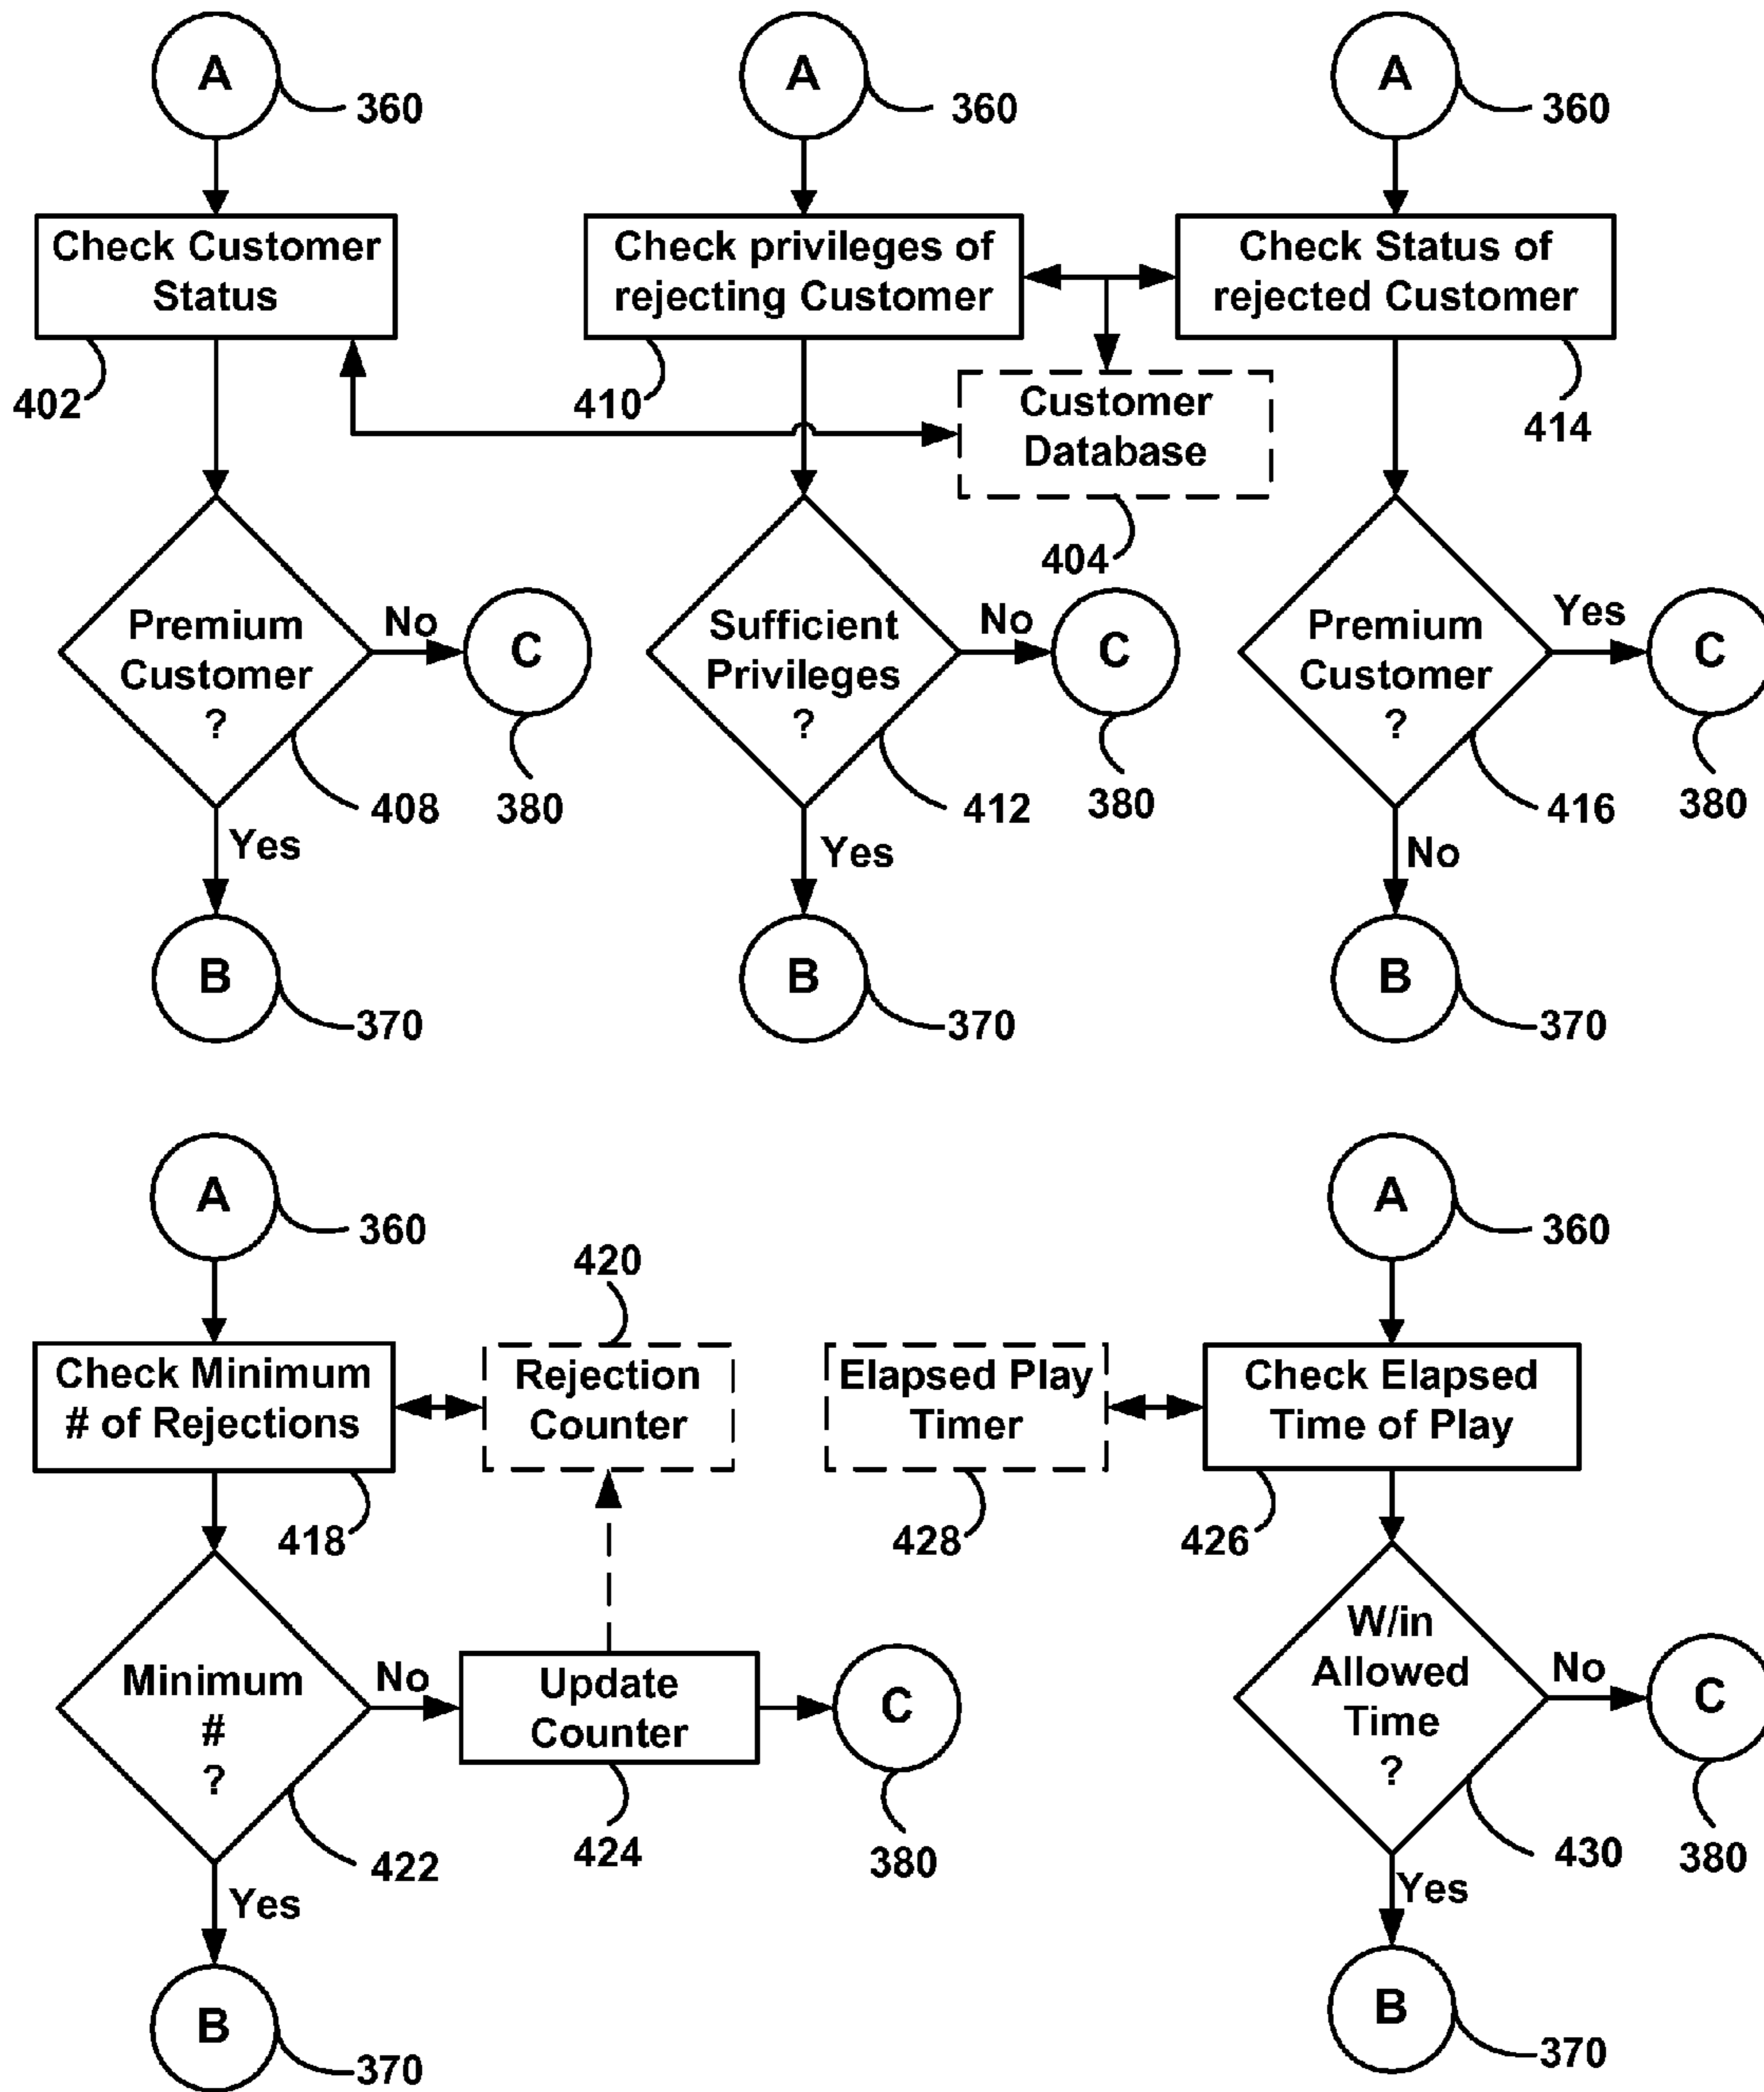 A
360
A
360
A
360
Check Customer
Status
Check privileges of
rejecting Customer
Check Status of
rejected Customer
402
410
Customer
Database
414
404
Premium
Customer
?
No
C
Sufficient
Privileges
?
No
C
Premium
Customer
?
Yes
C
408
380
412
380
416
380
Yes
Yes
No
B
370
B
370
B
370
A
360
420
A
360
Check Minimum
# of Rejections
Rejection
Counter
Elapsed Play
Timer
Check Elapsed
Time of Play
418
428
426
Minimum
#
?
No
Update
Counter
C
W/in
Allowed
Time
?
No
C
422
424
380
430
380
Yes
Yes
B
370
B
370